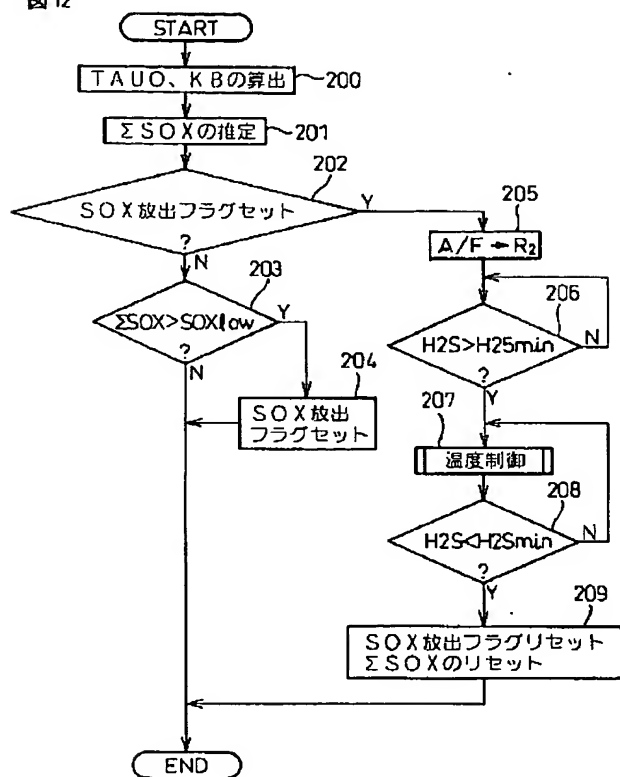 図12
START
TAUO、KBの算出
200
ΣSOXの推定
201
202
SOX放出フラグセット
?
Y
N
203
ΣSOX>SOXlow
?
Y
N
204
SOX放出
フラグセット
205
A/F→R2
206
H2S>H25min
?
N
Y
207
温度制御
208
H2S<H2Smin
?
N
Y
209
SOX放出フラグリセット
ΣSOXのリセット
END